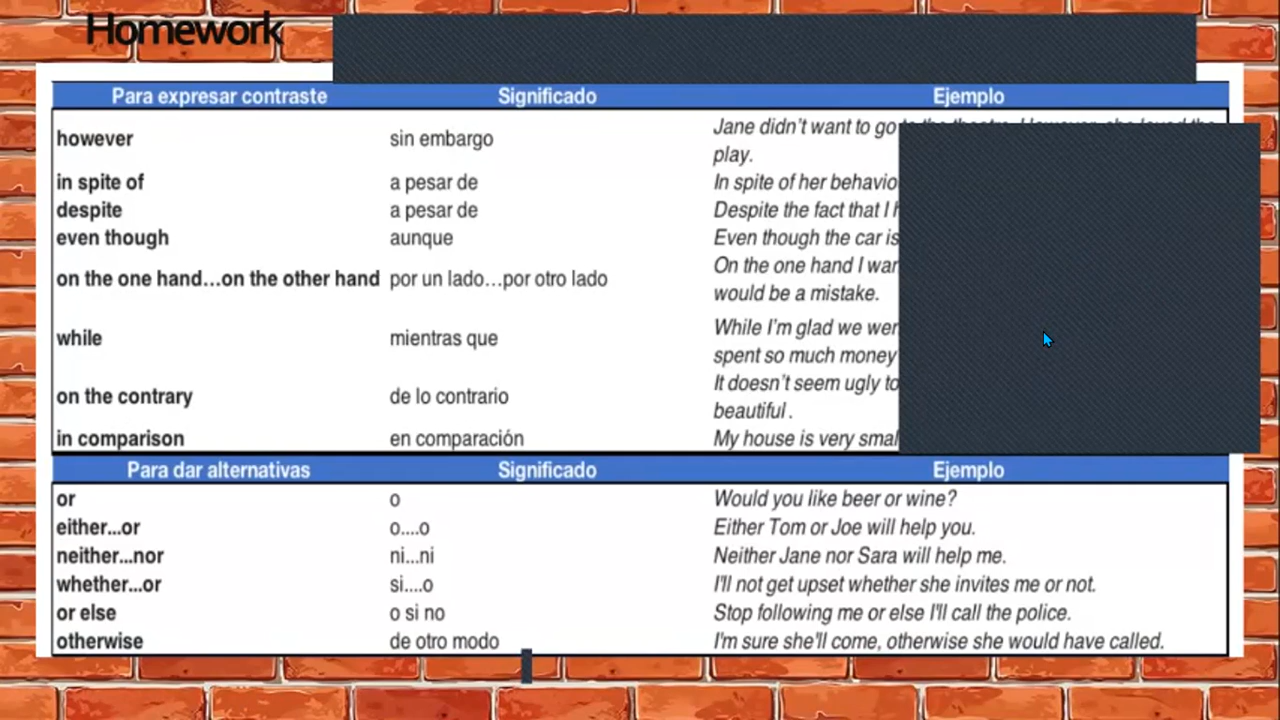 Homework
Para expresar contraste Significado Ejemplo
however sin embargo Jane didn't want to go to the theatre. However, she loved the
play.
in spite of a pesar de In spite of her
despite a pesar de Despite the fact that I
even though aunque Even though the car is
on the one hand…on the other hand por un lado…por otro lado On the one hand I
would be a mistake.
while mientras que While I'm glad we
spent so much money
on the contrary de lo contrario It doesn't seem ugly to
beautiful .
in comparison en comparación My house is very
Para dar alternativas Significado Ejemplo
or o Would you like beer or wine?
either...or o....o Either Tom or Joe will help you.
neither...nor ni...ni Neither Jane nor Sara will help me.
whether...or si....o I'll not get upset whether she invites me or not.
or else o si no Stop following me or else I'll call the police.
otherwise de otro modo I'm sure she'll come, otherwise she would have called.